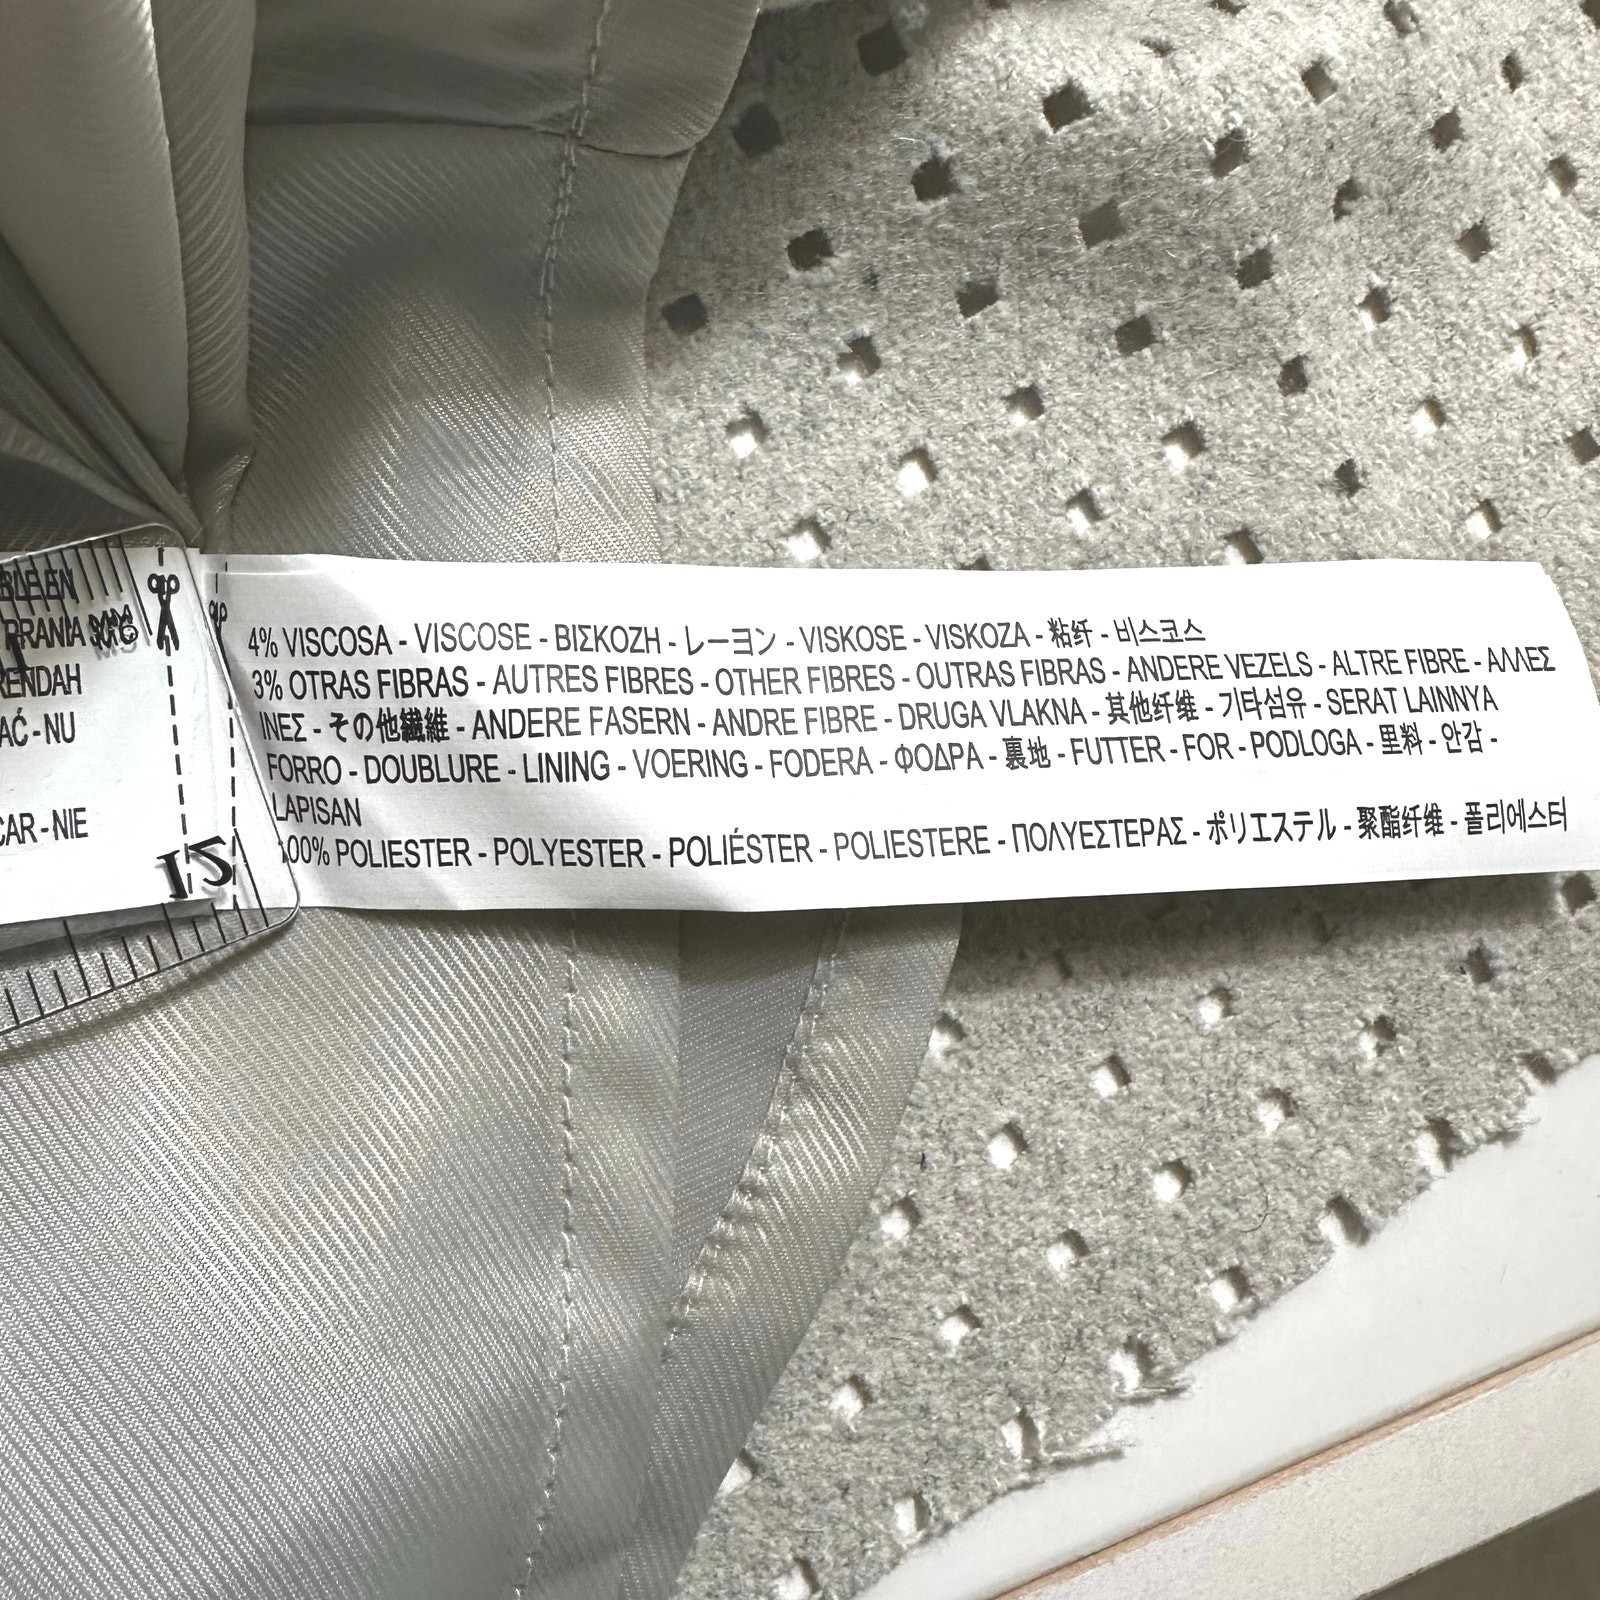 BLE EN
PRANIA
RENDAH
AĆ - NU
CAR - NIE
15
4% VISCOSA - VISCOSE - ΒΙΣΚΟΖΗ - レーヨン - VISKOSE - VISKOZA - 粘纤 - 비스코스
3% OTRAS FIBRAS - AUTRES FIBRES - OTHER FIBRES - OUTRAS FIBRAS - ANDERE VEZELS - ALTRE FIBRE - ΑΛΛΕΣ
ΙΝΕΣ - その他繊維 - ANDERE FASERN - ANDRE FIBRE - DRUGA VLAKNA - 其他纤维 - 기타섬유 - SERAT LAINNYA
FORRO - DOUBLURE - LINING - VOERING - FODERA - ΦΟΔΡΑ - 裏地 - FUTTER - FOR - PODLOGA - 里料 - 안감 -
LAPISAN
100% POLIESTER - POLYESTER - POLIÉSTER - POLIESTERE - ΠΟΛΥΕΣΤΕΡΑΣ - ポリエステル - 聚酯纤维 - 폴리에스터